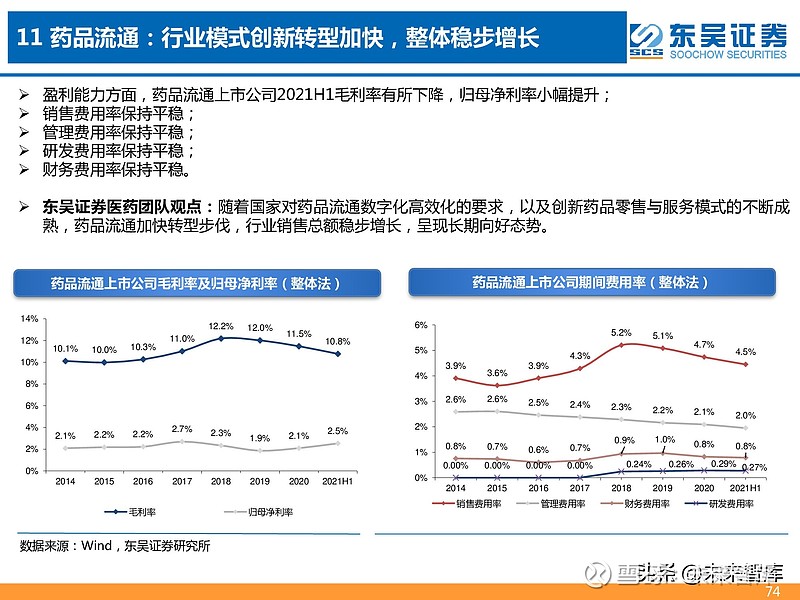 11 药品流通：行业模式创新转型加快，整体稳步增长
SCS
东吴证券
SOOCHOW SECURITIES
➢ 盈利能力方面，药品流通上市公司2021H1毛利率有所下降，归母净利率小幅提升；
➢ 销售费用率保持平稳；
➢ 管理费用率保持平稳；
➢ 研发费用率保持平稳；
➢ 财务费用率保持平稳。
➢ 东吴证券医药团队观点：随着国家对药品流通数字化高效化的要求，以及创新药品零售与服务模式的不断成
熟，药品流通加快转型步伐，行业销售总额稳步增长，呈现长期向好态势。
药品流通上市公司毛利率及归母净利率（整体法）
14%
12%
10%
8%
6%
4%
2%
0%
10.1% 10.0% 10.3% 11.0% 12.2% 12.0% 11.5% 10.8%
2.1% 2.2% 2.2% 2.7% 2.3% 1.9% 2.1% 2.5%
2014 2015 2016 2017 2018 2019 2020 2021H1
毛利率 归母净利率
药品流通上市公司期间费用率（整体法）
6%
5%
4%
3%
2%
1%
0%
3.9% 3.6% 3.9% 4.3% 5.2% 5.1% 4.7% 4.5%
2.6% 2.6% 2.5% 2.4% 2.3% 2.2% 2.1% 2.0%
0.8% 0.7% 0.6% 0.7% 0.9% 1.0% 0.8% 0.8%
0.00% 0.00% 0.00% 0.00% 0.24% 0.26% 0.29% 0.27%
2014 2015 2016 2017 2018 2019 2020 2021H1
销售费用率 管理费用率 财务费用率 研发费用率
数据来源：Wind，东吴证券研究所
头条 @未来智库
74